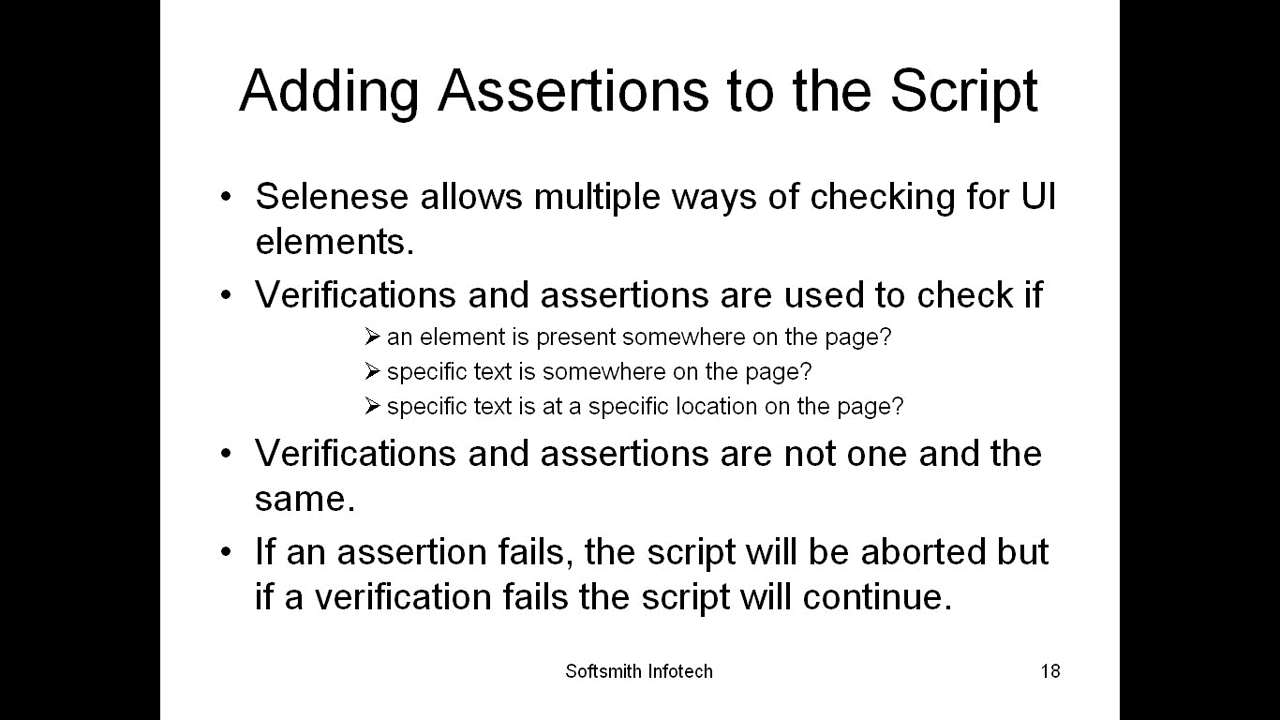 Adding Assertions to the Script
• Selenese allows multiple ways of checking for UI
elements.
• Verifications and assertions are used to check if
➢ an element is present somewhere on the page?
➢ specific text is somewhere on the page?
➢ specific text is at a specific location on the page?
• Verifications and assertions are not one and the
same.
• If an assertion fails, the script will be aborted but
if a verification fails the script will continue.
Softsmith Infotech
18